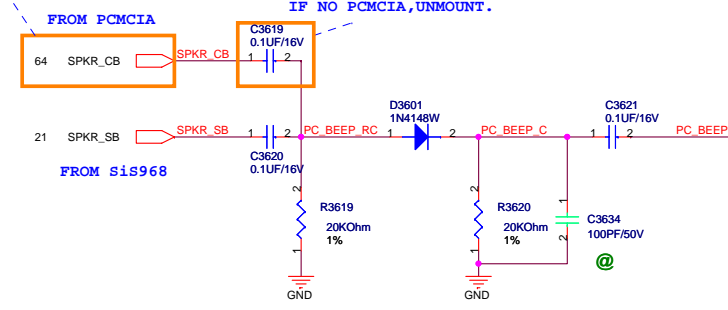 IF NO PCMCIA,UNMOUNT.
FROM PCMCIA
C3619
0.1UF/16V
64 SPKR_CB SPKR_CB 1 2
D3601
1N4148W
C3621
0.1UF/16V
21 SPKR_SB SPKR_SB 1 2 PC_BEEP_RC 1 2 PC_BEEP_C 1 2 PC_BEEP
C3620
0.1UF/16V
FROM SiS968
2 R3619
20KOhm
1%
1
2 R3620
20KOhm
1%
1
1 C3634
100PF/50V
2
@
GND
GND